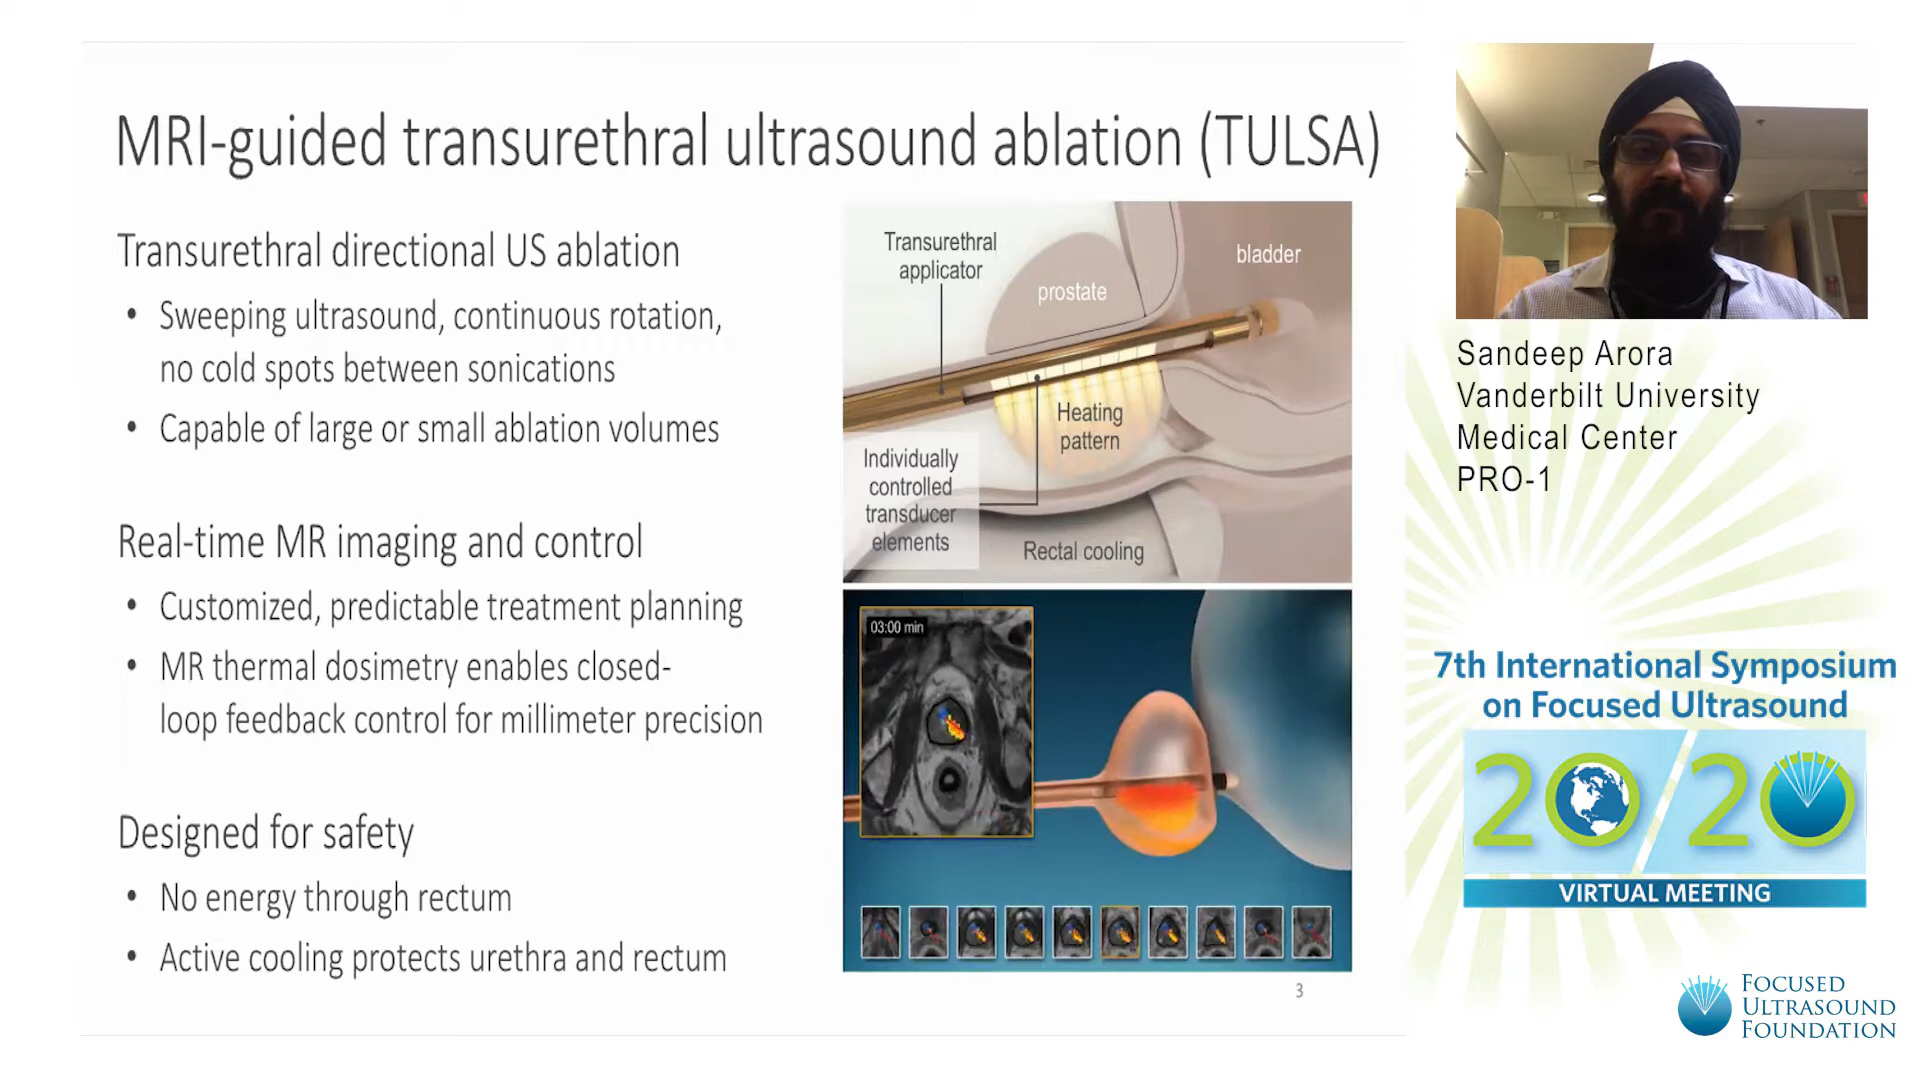 MRI-guided transurethral ultrasound ablation (TULSA)
Transurethral directional US ablation
• Sweeping ultrasound, continuous rotation,
no cold spots between sonications
• Capable of large or small ablation volumes
Real-time MR imaging and control
• Customized, predictable treatment planning
• MR thermal dosimetry enables closed-
loop feedback control for millimeter precision
Designed for safety
• No energy through rectum
• Active cooling protects urethra and rectum
Transurethral
applicator
prostate
bladder
Heating
pattern
Individually
controlled
transducer
elements
Rectal cooling
03:00 min
3
Sandeep Arora
Vanderbilt University
Medical Center
PRO-1
7th International Symposium
on Focused Ultrasound
20/20
VIRTUAL MEETING
FOCUSED
ULTRASOUND
FOUNDATION